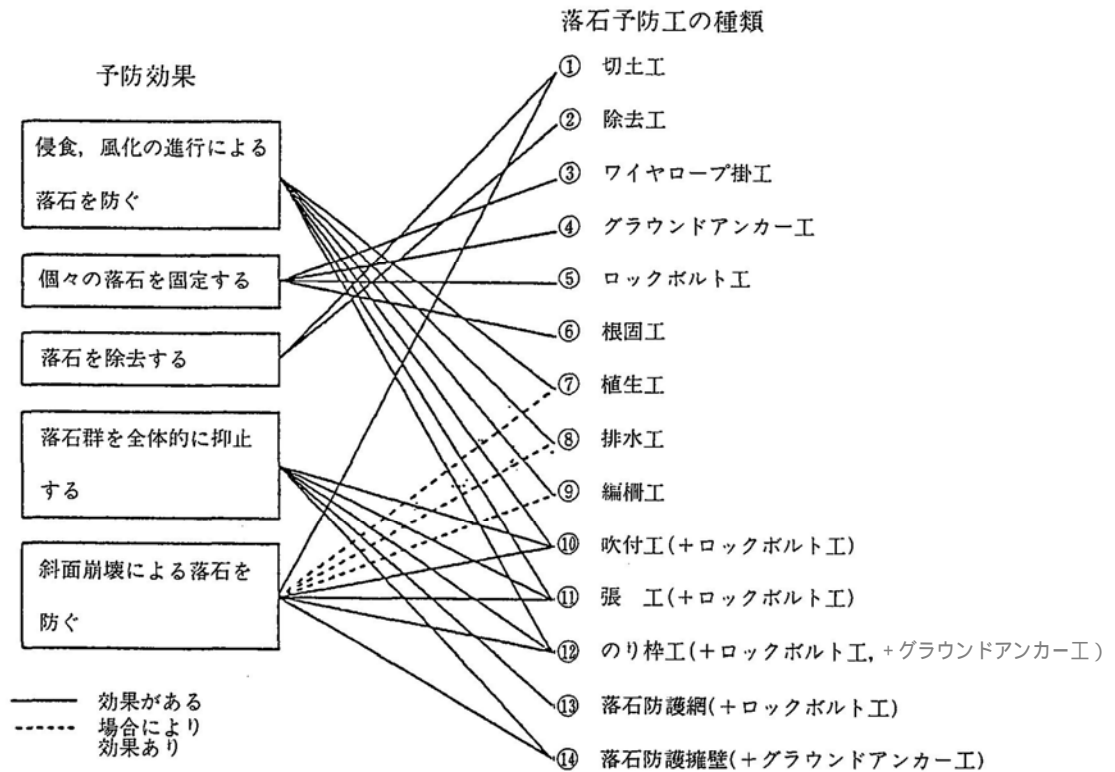 落石予防工の種類
予防効果
侵食，風化の進行による
落石を防ぐ
個々の落石を固定する
落石を除去する
落石群を全体的に抑止
する
斜面崩壊による落石を
防ぐ
① 切土工
② 除去工
③ ワイヤロープ掛工
④ グラウンドアンカー工
⑤ ロックボルト工
⑥ 根固工
⑦ 植生工
⑧ 排水工
⑨ 編柵工
⑩ 吹付工(＋ロックボルト工)
⑪ 張　工(＋ロックボルト工)
⑫ のり枠工(＋ロックボルト工，＋グラウンドアンカー工)
⑬ 落石防護網(＋ロックボルト工)
⑭ 落石防護擁壁(＋グラウンドアンカー工)
効果がある
場合により
効果あり